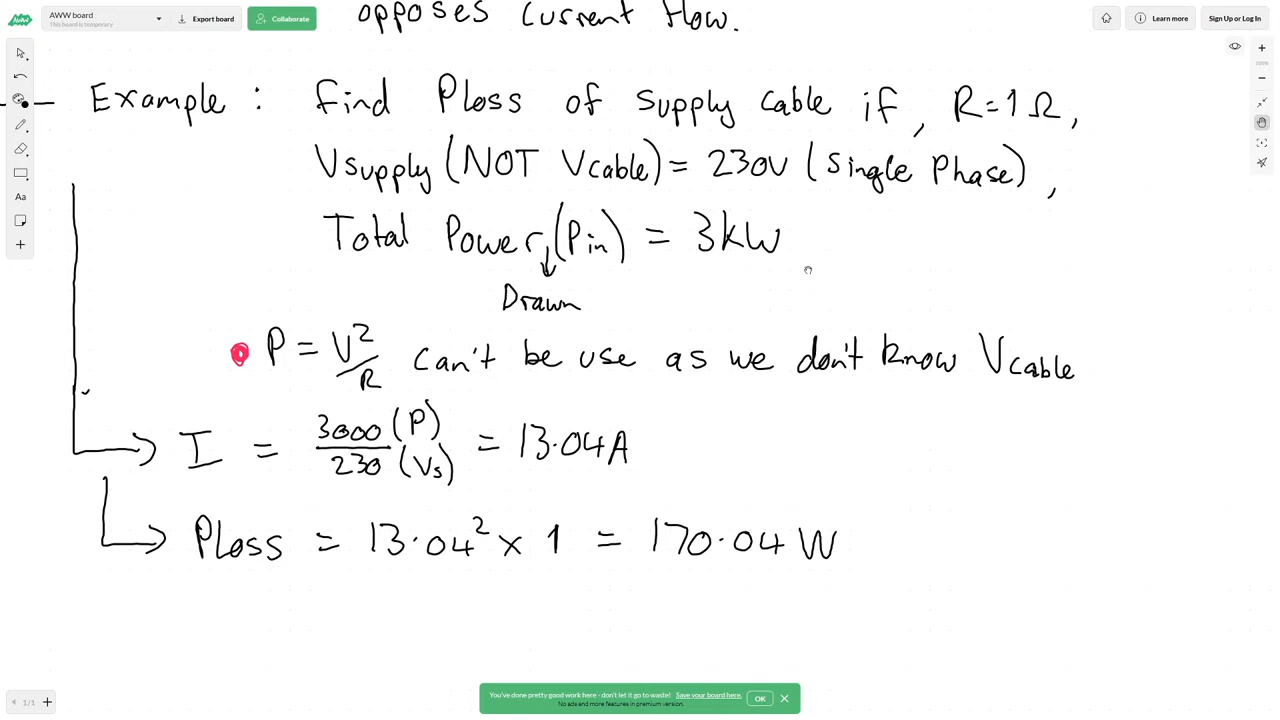 AWW board
This board is temporary
Export board
Collaborate
Learn more
Sign Up or Log In
opposes current flow.
Example : Find Ploss of supply cable if, R=1Ω,
Vsupply (NOT Vcable) = 230V (Single Phase),
Total Power (Pin) = 3kW
Drawn
P = V²/R can't be use as we don't know Vcable
I = 3000 (P) / 230 (Vs) = 13.04A
Ploss = 13.04² x 1 = 170.04 W
Aa
1/1
You've done pretty good work here - don't let it go to waste! Save your board here.
No ads and more features in premium version.
OK